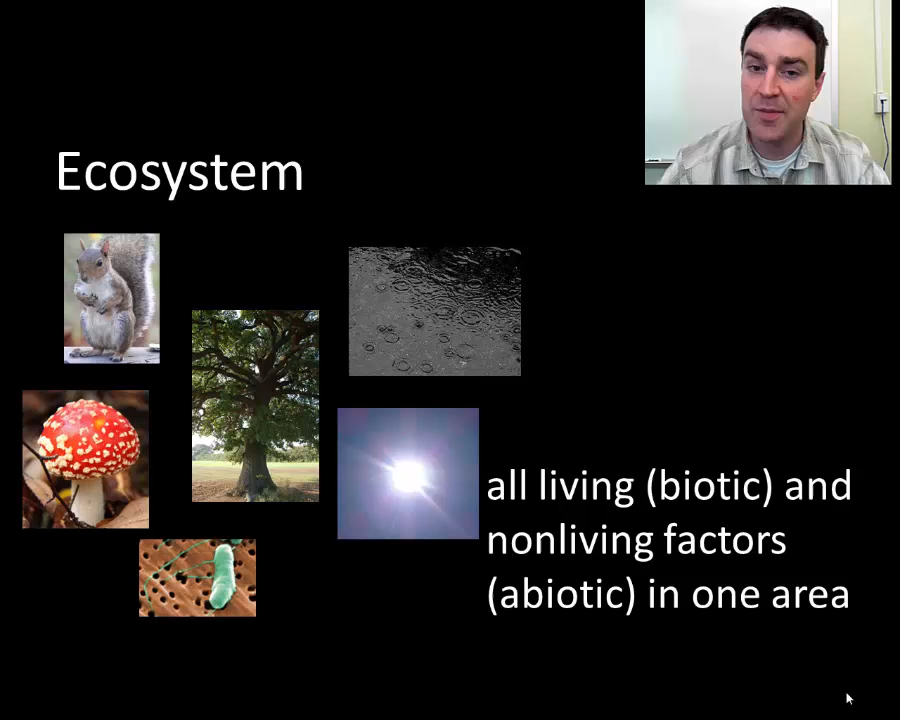 Ecosystem
all living (biotic) and
nonliving factors
(abiotic) in one area